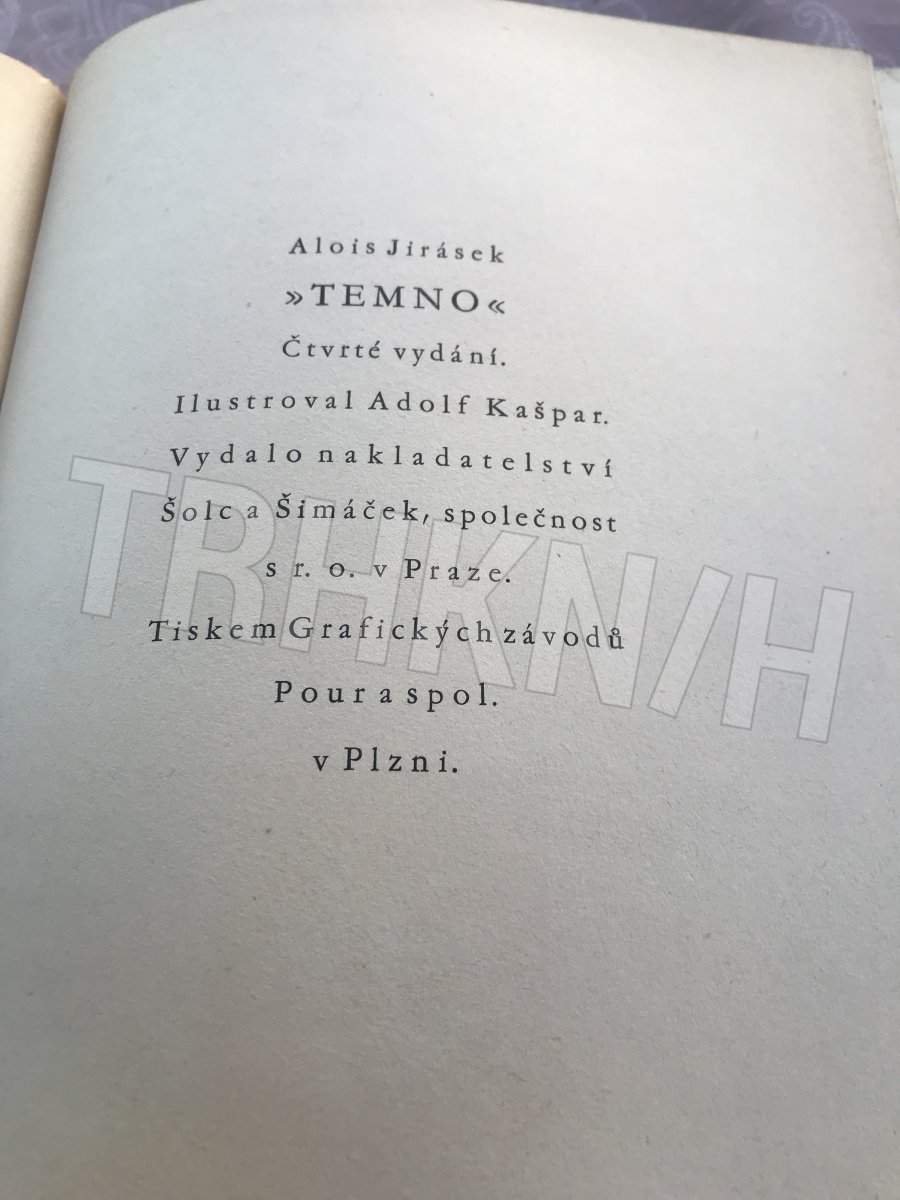 Alois Jirásek
»TEMNO«
Čtvrté vydání.
Ilustroval Adolf Kašpar.
Vydalo nakladatelství
Šolc a Šimáček, společnost
s r. o. v Praze.
Tiskem Grafických závodů
Pour a spol.
v Plzni.
TRHKN/H